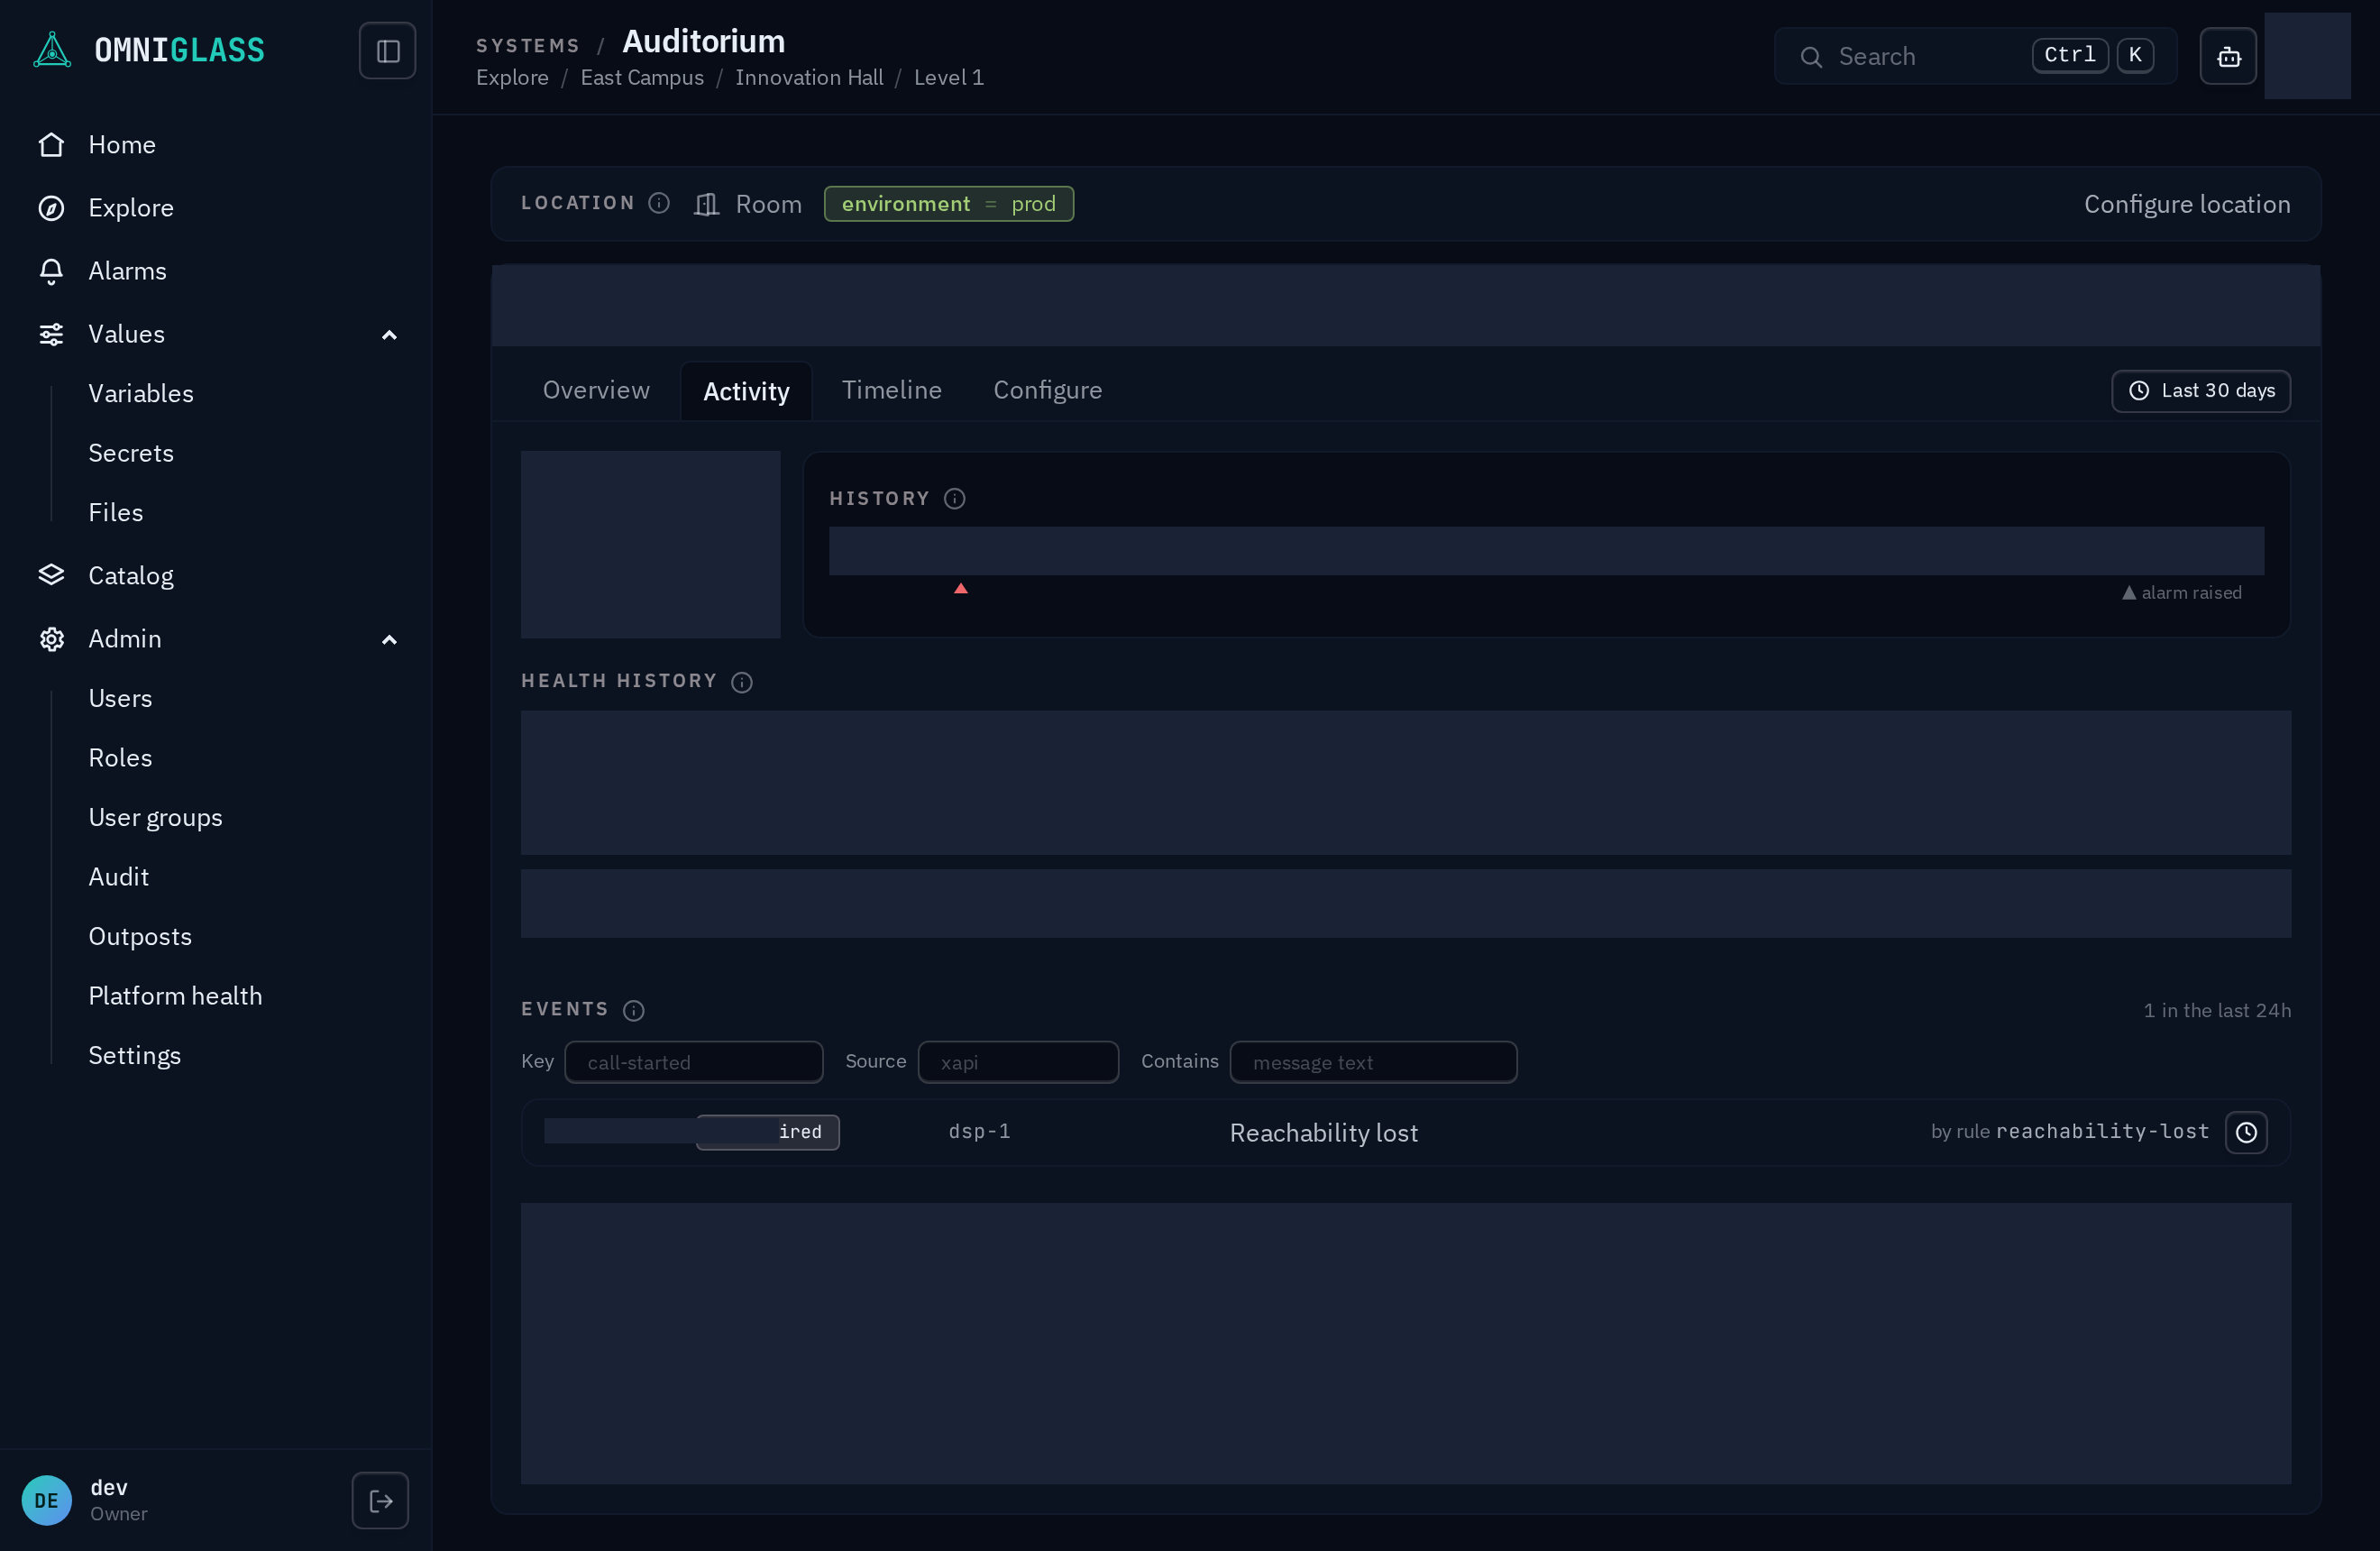 OMNIGLASS
SYSTEMS / Auditorium
Explore / East Campus / Innovation Hall / Level 1
Search Ctrl K
Home
Explore
Alarms
Values
Variables
Secrets
Files
Catalog
Admin
Users
Roles
User groups
Audit
Outposts
Platform health
Settings
DE dev
Owner
LOCATION Room environment = prod Configure location
Overview Activity Timeline Configure Last 30 days
HISTORY
alarm raised
HEALTH HISTORY
EVENTS 1 in the last 24h
Key call-started Source xapi Contains message text
dsp-1 Reachability lost by rule reachability-lost